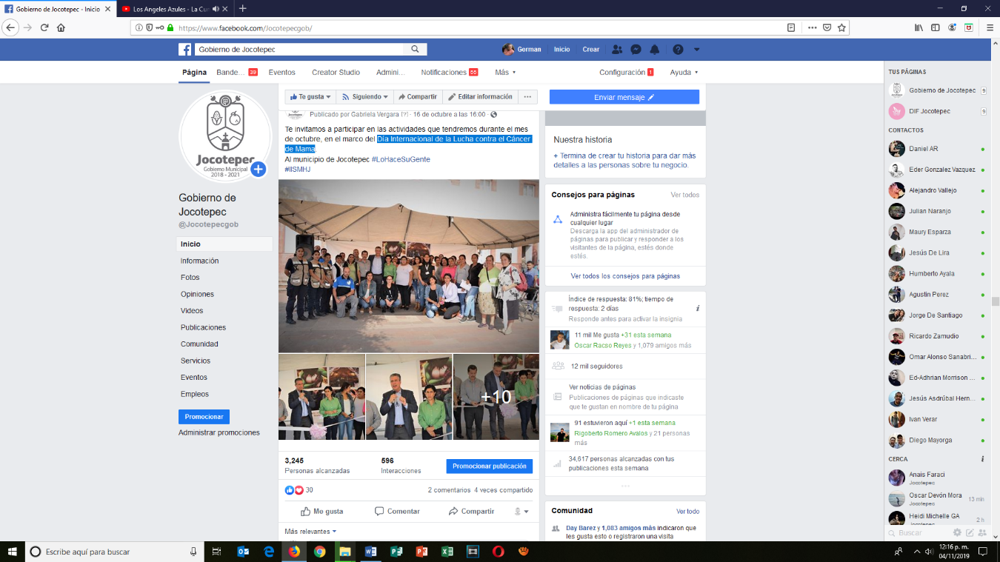 Gobierno de Jocotepec - Inicio
Los Angeles Azules - La Cu
https://www.facebook.com/Jocotepecgob/
Gobierno de Jocotepec
German
Inicio
Crear
Página
Bande... 39
Eventos
Creator Studio
Admini...
Notificaciones 55
Más
Configuración 1
Ayuda
Jocotepec
Gobierno Municipal
2018 - 2021
Gobierno de
Jocotepec
@Jocotepecgob
Inicio
Información
Fotos
Opiniones
Videos
Publicaciones
Comunidad
Servicios
Eventos
Empleos
Promocionar
Administrar promociones
Te gusta
Siguiendo
Compartir
Editar información
...
Publicado por Gabriela Vergara [?] · 16 de octubre a las 16:00 ·
Te invitamos a participar en las actividades que tendremos durante el mes
de octubre, en el marco del Día Internacional de la Lucha contra el Cáncer
de Mama
Al municipio de Jocotepec #LoHaceSuGente
#IISMHJ
+10
3,245
Personas alcanzadas
596
Interacciones
Promocionar publicación
30
2 comentarios 4 veces compartido
Me gusta
Comentar
Compartir
Más relevantes
Enviar mensaje
Nuestra historia
+ Termina de crear tu historia para dar más
detalles a las personas sobre tu negocio.
Consejos para páginas
Ver todos
Administra fácilmente tu página desde
cualquier lugar
Descarga la app del administrador de
páginas para publicar y responder a los
visitantes de la página, estés donde
estés.
Ver todos los consejos para páginas
Índice de respuesta: 81%; tiempo de
respuesta: 2 días
Responde antes para activar la insignia
11 mil Me gusta +31 esta semana
Oscar Racso Reyes y 1,079 amigos más
12 mil seguidores
Ver noticias de páginas
Publicaciones de páginas que indicaste
que te gustan en nombre de tu página
91 estuvieron aquí +1 esta semana
Rigoberto Romero Avalos y 21 personas
más
34,617 personas alcanzadas con tus
publicaciones esta semana
...
Comunidad
Ver todo
Day Barez y 1,083 amigos más indicaron que
les gusta esto o registraron una visita
TUS PÁGINAS
Gobierno de Jocotepec
DIF Jocotepec
CONTACTOS
Daniel AR
Eder Gonzalez Vazquez
Alejandro Vallejo
Julian Naranjo
Maury Esparza
Jesús De Lira
Humberto Ayala
Agustin Perez
Jorge De Santiago
Ricardo Zamudio
Omar Alonso Sanabri...
Ed-Adhrian Morrison ...
Jesús Asdrúbal Hern...
Ivan Verar
Diego Mayorga
CERCA
Anais Faraci
Jocotepec
Oscar Devón Mora
Jocotepec
13 min
Heidi Michelle GA
Jocotepec
2 h
Buscar
Escribe aquí para buscar
12:16 p. m.
04/11/2019